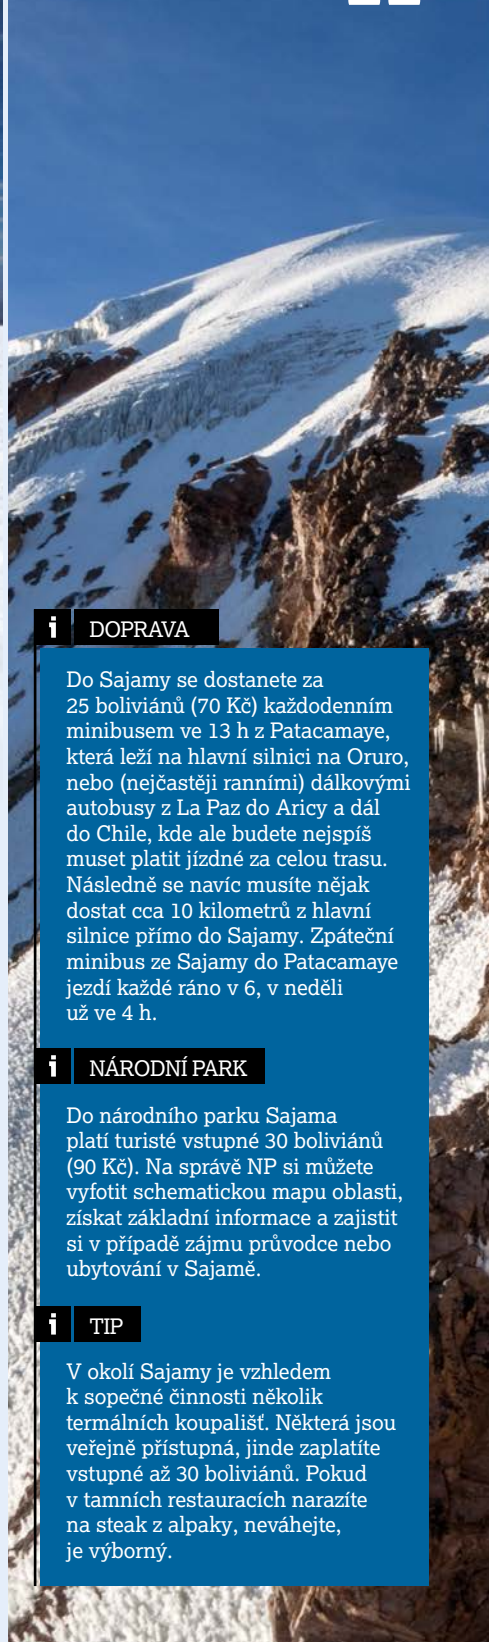 i DOPRAVA
Do Sajamy se dostanete za
25 boliviánů (70 Kč) každodenním
minibusem ve 13 h z Patacamaye,
která leží na hlavní silnici na Oruro,
nebo (nejčastěji ranními) dálkovými
autobusy z La Paz do Aricy a dál
do Chile, kde ale budete nejspíš
muset platit jízdné za celou trasu.
Následně se navíc musíte nějak
dostat cca 10 kilometrů z hlavní
silnice přímo do Sajamy. Zpáteční
minibus ze Sajamy do Patacamaye
jezdí každé ráno v 6, v neděli
už ve 4 h.
i NÁRODNÍ PARK
Do národního parku Sajama
platí turisté vstupné 30 boliviánů
(90 Kč). Na správě NP si můžete
vyfotit schematickou mapu oblasti,
získat základní informace a zajistit
si v případě zájmu průvodce nebo
ubytování v Sajamě.
i TIP
V okolí Sajamy je vzhledem
k sopečné činnosti několik
termálních koupališť. Některá jsou
veřejně přístupná, jinde zaplatíte
vstupné až 30 boliviánů. Pokud
v tamních restauracích narazíte
na steak z alpaky, neváhejte,
je výborný.